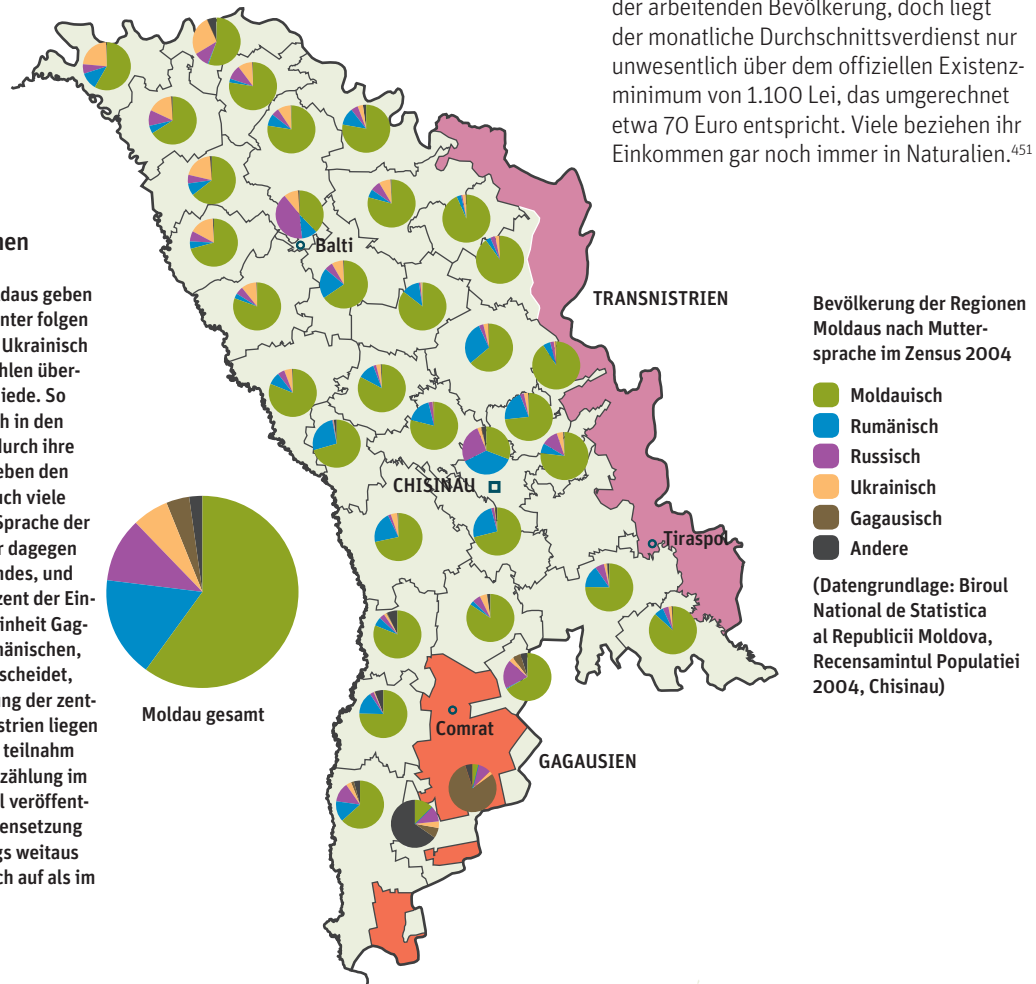 der arbeitenden Bevölkerung, doch liegt
der monatliche Durchschnittsverdienst nur
unwesentlich über dem offiziellen Existenz-
minimum von 1.100 Lei, das umgerechnet
etwa 70 Euro entspricht. Viele beziehen ihr
Einkommen gar noch immer in Naturalien.451
nen
daus geben
nter folgen
Ukrainisch
hlen über-
iede. So
h in den
durch ihre
eben den
uch viele
Sprache der
r dagegen
ndes, und
zent der Ein-
inheit Gag-
mänischen,
scheidet,
ung der zent-
strien liegen
teilnahm
zählung im
l veröffent-
ensetzung
gs weitaus
ch auf als im
Moldau gesamt
Balti
TRANSNISTRIEN
CHISINAU
Tiraspol
Comrat
GAGAUSIEN
Bevölkerung der Regionen
Moldaus nach Mutter-
sprache im Zensus 2004
Moldauisch
Rumänisch
Russisch
Ukrainisch
Gagausisch
Andere
(Datengrundlage: Biroul
National de Statistica
al Republicii Moldova,
Recensamintul Populatiei
2004, Chisinau)